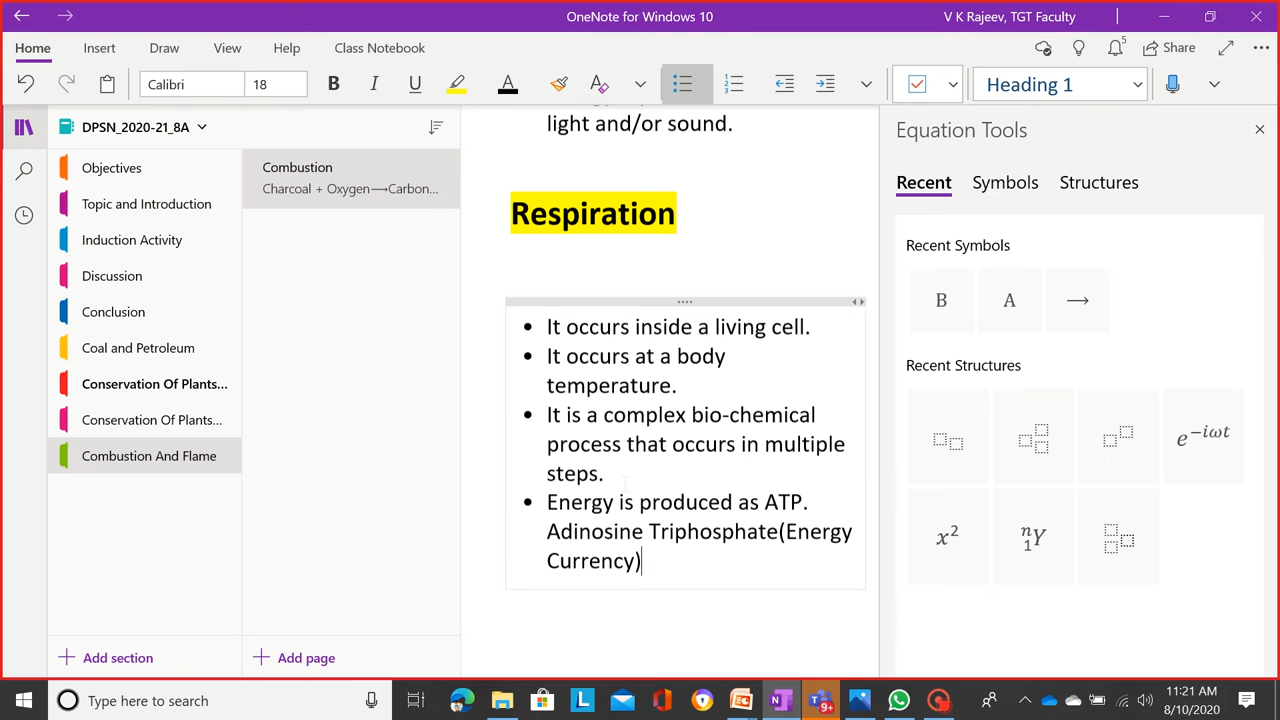 OneNote for Windows 10
V K Rajeev, TGT Faculty
Home Insert Draw View Help Class Notebook
5
Share
Calibri 18 B I U A A
Heading 1
DPSN_2020-21_8A
Objectives
Topic and Introduction
Induction Activity
Discussion
Conclusion
Coal and Petroleum
Conservation Of Plants...
Conservation Of Plants...
Combustion And Flame
Add section
Combustion
Charcoal + Oxygen⟶Carbon...
Add page
light and/or sound.
Respiration
• It occurs inside a living cell.
• It occurs at a body
temperature.
• It is a complex bio-chemical
process that occurs in multiple
steps.
• Energy is produced as ATP.
Adinosine Triphosphate(Energy
Currency)
Equation Tools
Recent Symbols Structures
Recent Symbols
B A →
Recent Structures
e^{-iωt}
x² ⁿ₁Y
Type here to search
L
N
9+
11:21 AM
8/10/2020